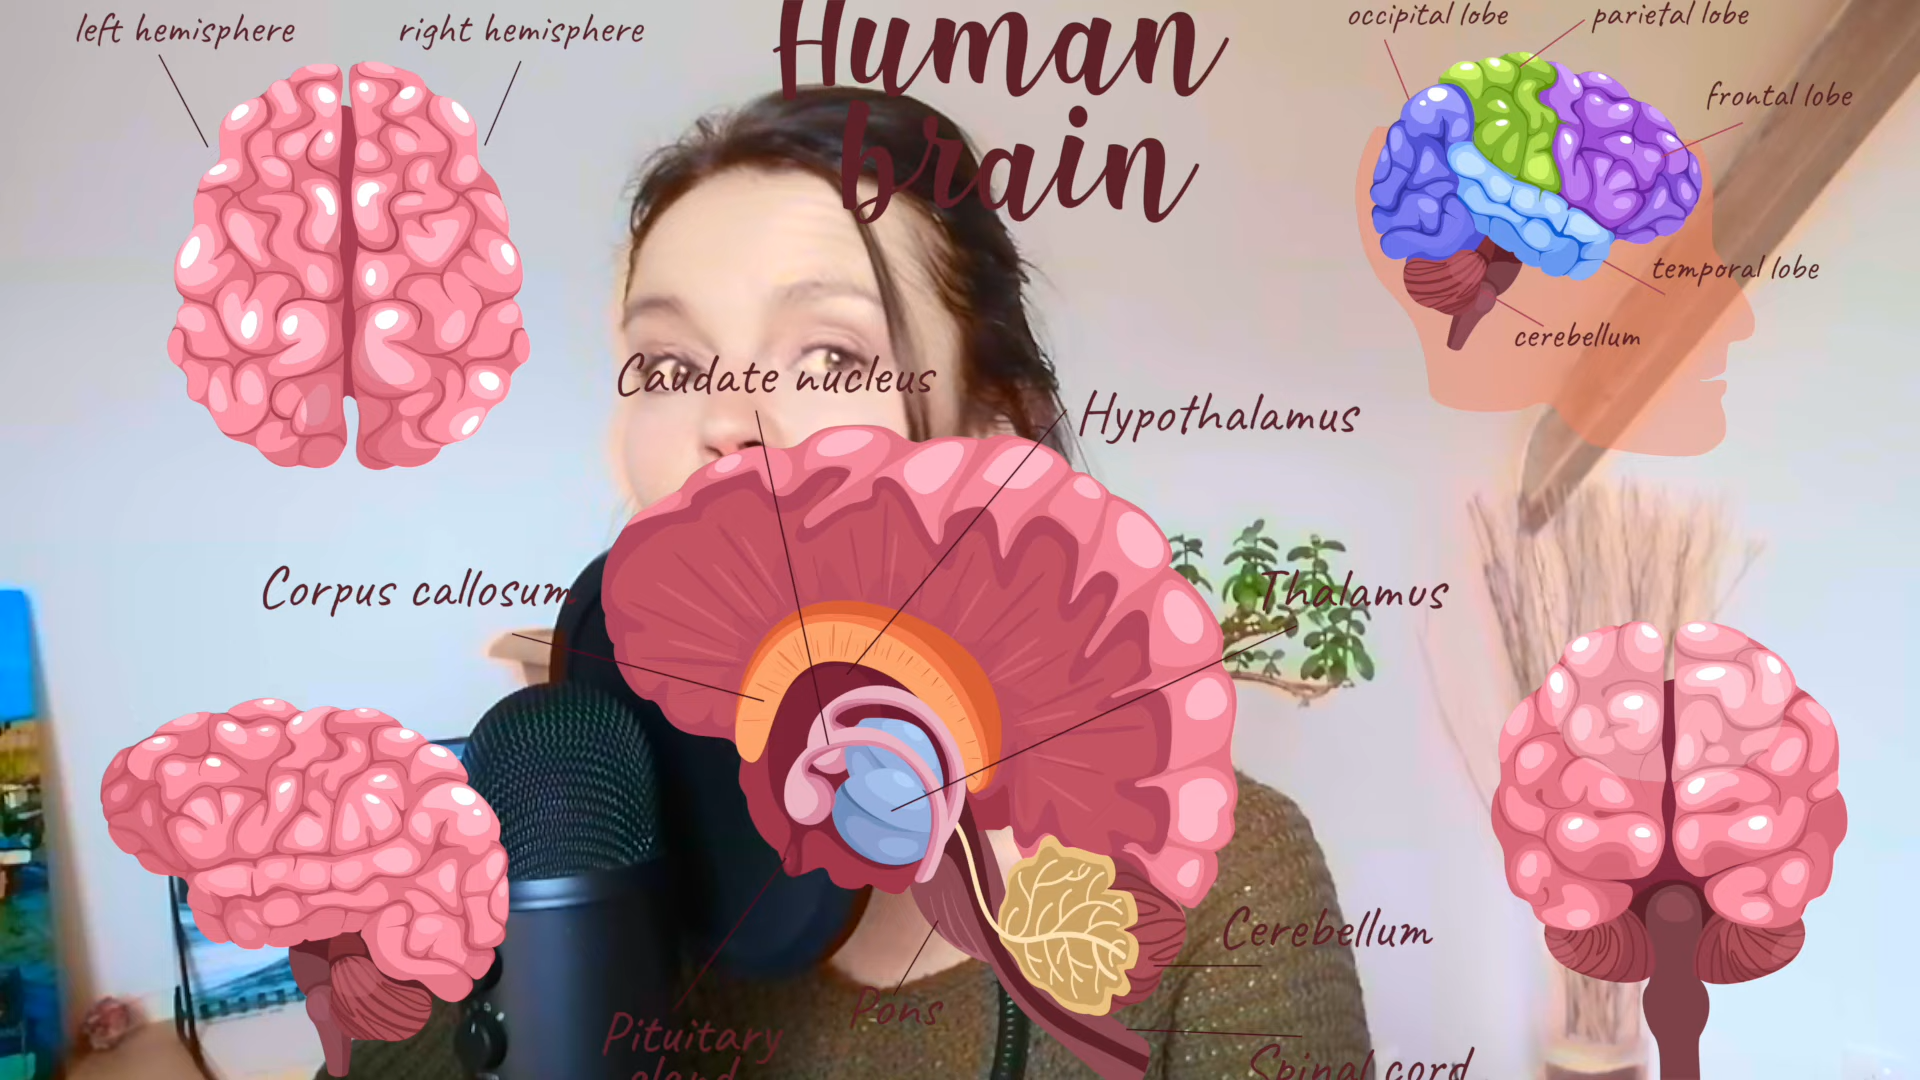 left hemisphere
right hemisphere
Human
brain
occipital lobe
parietal lobe
frontal lobe
temporal lobe
cerebellum
Caudate nucleus
Hypothalamus
Corpus callosum
Thalamus
Cerebellum
Pons
Pituitary
gland
Spinal cord